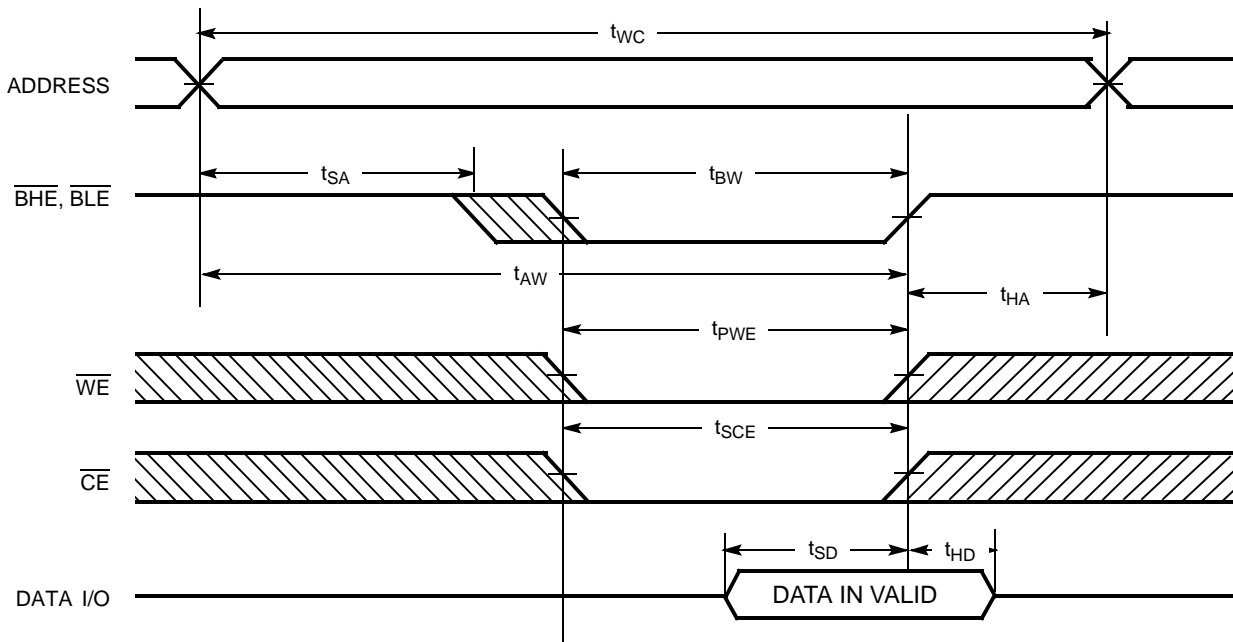 tWC
ADDRESS
tSA
tBW
BHE, BLE
tAW
tHA
tPWE
WE
tSCE
CE
tSD
tHD
DATA I/O
DATA IN VALID